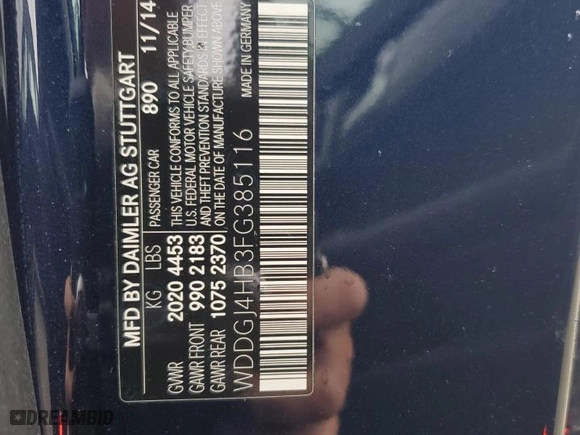 MFD BY DAIMLER AG STUTTGART
KG LBS PASSENGER CAR 890 11/14
GVWR 2020 4453 THIS VEHICLE CONFORMS TO ALL APPLICABLE
GAWR FRONT 990 2183 U.S. FEDERAL MOTOR VEHICLE SAFETY, BUMPER
AND THEFT PREVENTION STANDARDS IN EFFECT
GAWR REAR 1075 2370 ON THE DATE OF MANUFACTURE SHOWN ABOVE
WDDGJ4HB3FG385116 MADE IN GERMANY
DREAMBID